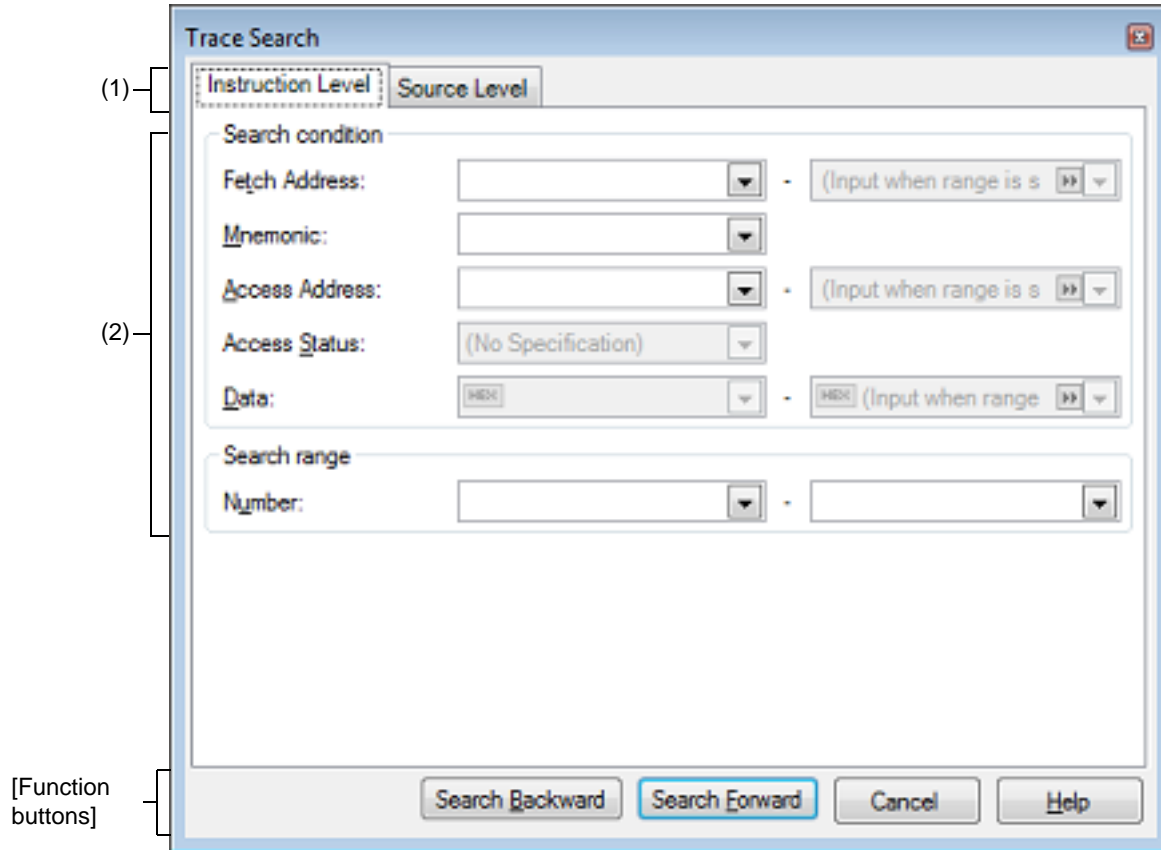 Trace Search
(1)
Instruction Level
Source Level
(2)
Search condition
Fetch Address: - (Input when range is s
Mnemonic:
Access Address: - (Input when range is s
Access Status: (No Specification)
Data: HEX - HEX (Input when range
Search range
Number: -
[Function
buttons]
Search Backward
Search Forward
Cancel
Help